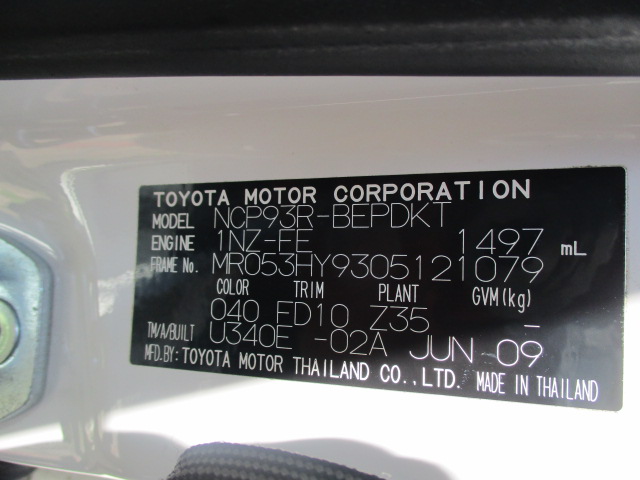 TOYOTA MOTOR CORPORATION
MODEL NCP93R-BEPDKT
ENGINE 1NZ-FE 1497 mL
FRAME No. MR053HY9305121079
COLOR TRIM PLANT GVM(kg)
040 FD10 Z35 -
TM/A/BUILT U340E -02A JUN 09
MFD.BY: TOYOTA MOTOR THAILAND CO.,LTD. MADE IN THAILAND